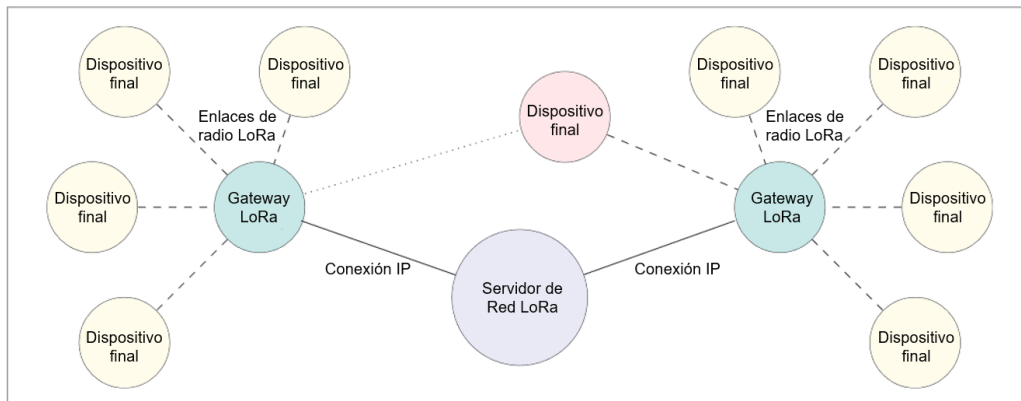 Dispositivo
final
Dispositivo
final
Dispositivo
final
Dispositivo
final
Enlaces de
radio LoRa
Dispositivo
final
Enlaces de
radio LoRa
Dispositivo
final
Dispositivo
final
Gateway
LoRa
Gateway
LoRa
Dispositivo
final
Conexión IP
Conexión IP
Servidor de
Red LoRa
Dispositivo
final
Dispositivo
final